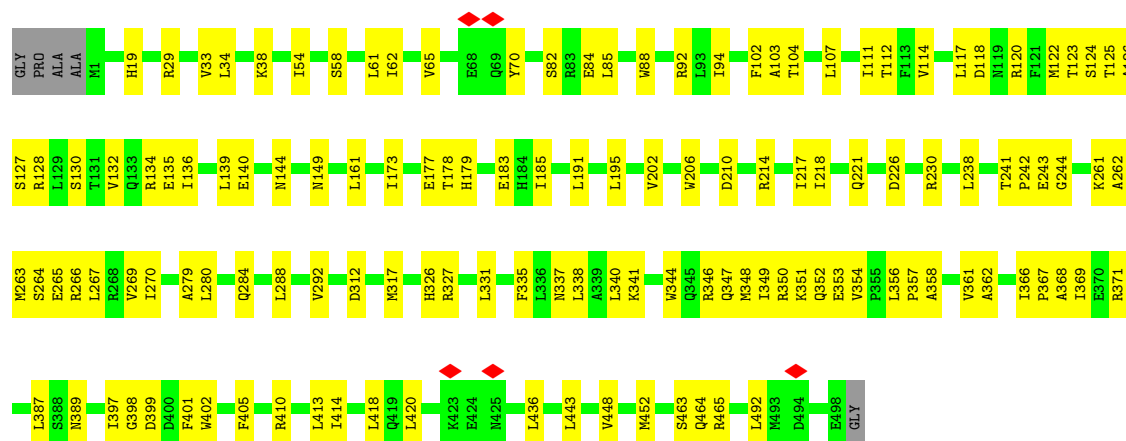 GLY PRO ALA ALA M1 H19 R29 V33 L34 K38 I54 S58 L61 I62 V65 E68 Q69 Y70 S82 R83 E84 L85 W88 R92 L93 I94 F102 A103 T104 L107 I111 T112 F113 V114 L117 D118 N119 R120 F121 M122 T123 S124 T125 A126
S127 R128 L129 S130 T131 V132 Q133 R134 E135 I136 L139 E140 N144 N149 L161 I173 E177 T178 H179 E183 H184 I185 L191 L195 V202 W206 D210 R214 I217 I218 Q221 D226 R230 L238 T241 P242 E243 G244 K261 A262
M263 S264 E265 R266 L267 R268 V269 I270 A279 L280 Q284 L288 V292 D312 M317 H326 R327 L331 F335 L336 N337 L338 A339 L340 K341 W344 Q345 R346 Q347 M348 I349 R350 K351 Q352 E353 V354 P355 L356 P357 A358 V361 A362 I366 P367 A368 I369 E370 R371
L387 S388 N389 I397 G398 D399 D400 F401 W402 F405 R410 L413 I414 L418 Q419 L420 K423 E424 N425 L436 L443 V448 M452 S463 Q464 R465 L492 M493 D494 E498 GLY